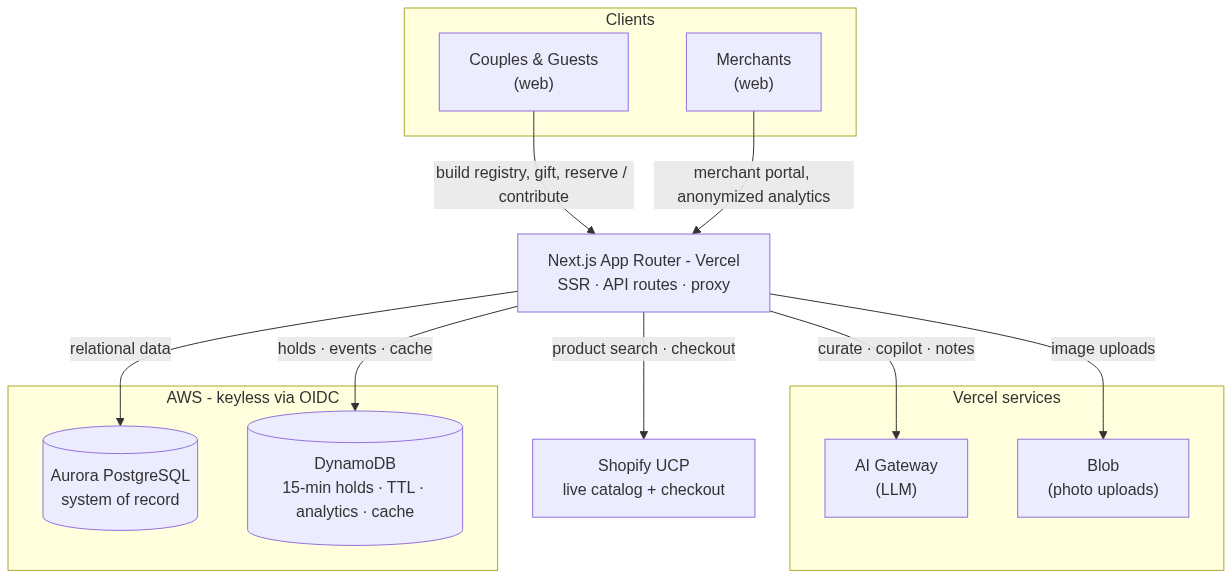 Clients
Couples & Guests
(web)
Merchants
(web)
build registry, gift, reserve /
contribute
merchant portal,
anonymized analytics
Next.js App Router - Vercel
SSR · API routes · proxy
relational data
holds · events · cache
product search · checkout
curate · copilot · notes
image uploads
AWS - keyless via OIDC
Aurora PostgreSQL
system of record
DynamoDB
15-min holds · TTL ·
analytics · cache
Shopify UCP
live catalog + checkout
Vercel services
AI Gateway
(LLM)
Blob
(photo uploads)